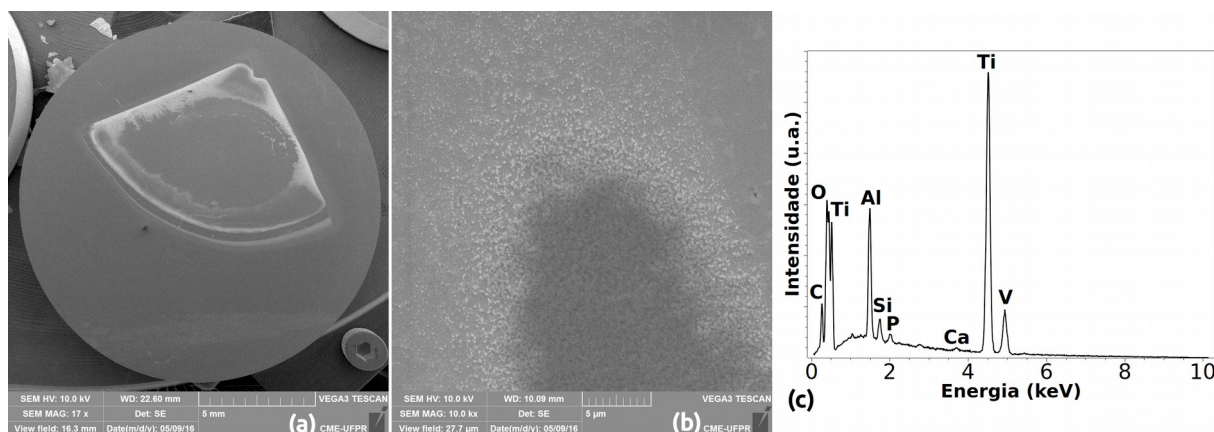 SEM HV: 10.0 kV WD: 22.60 mm VEGA3 TESCAN
SEM MAG: 17 x Det: SE 5 mm
View field: 16.3 mm Date(m/d/y): 05/09/16 CME-UFPR
(a)
SEM HV: 10.0 kV WD: 10.09 mm VEGA3 TESCAN
SEM MAG: 10.0 kx Det: SE 5 µm
View field: 27.7 µm Date(m/d/y): 05/09/16 CME-UFPR
(b)
Intensidade (u.a.)
C
O
Ti
Al
Si
P
Ca
Ti
V
0 2 4 6 8 10
Energia (keV)
(c)